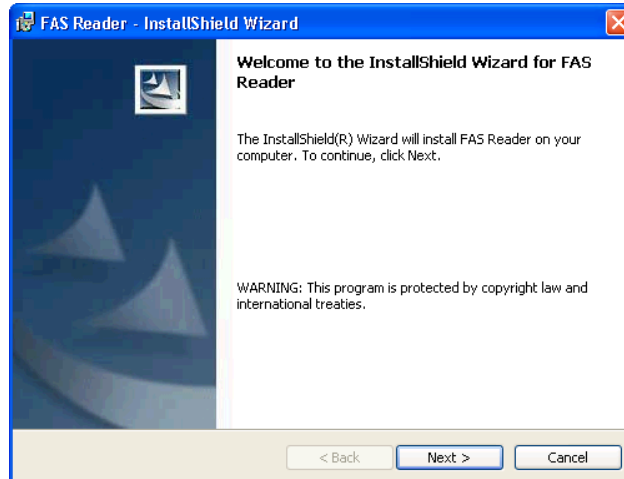 FAS Reader - InstallShield Wizard
Welcome to the InstallShield Wizard for FAS
Reader
The InstallShield(R) Wizard will install FAS Reader on your
computer. To continue, click Next.
WARNING: This program is protected by copyright law and
international treaties.
< Back
Next >
Cancel